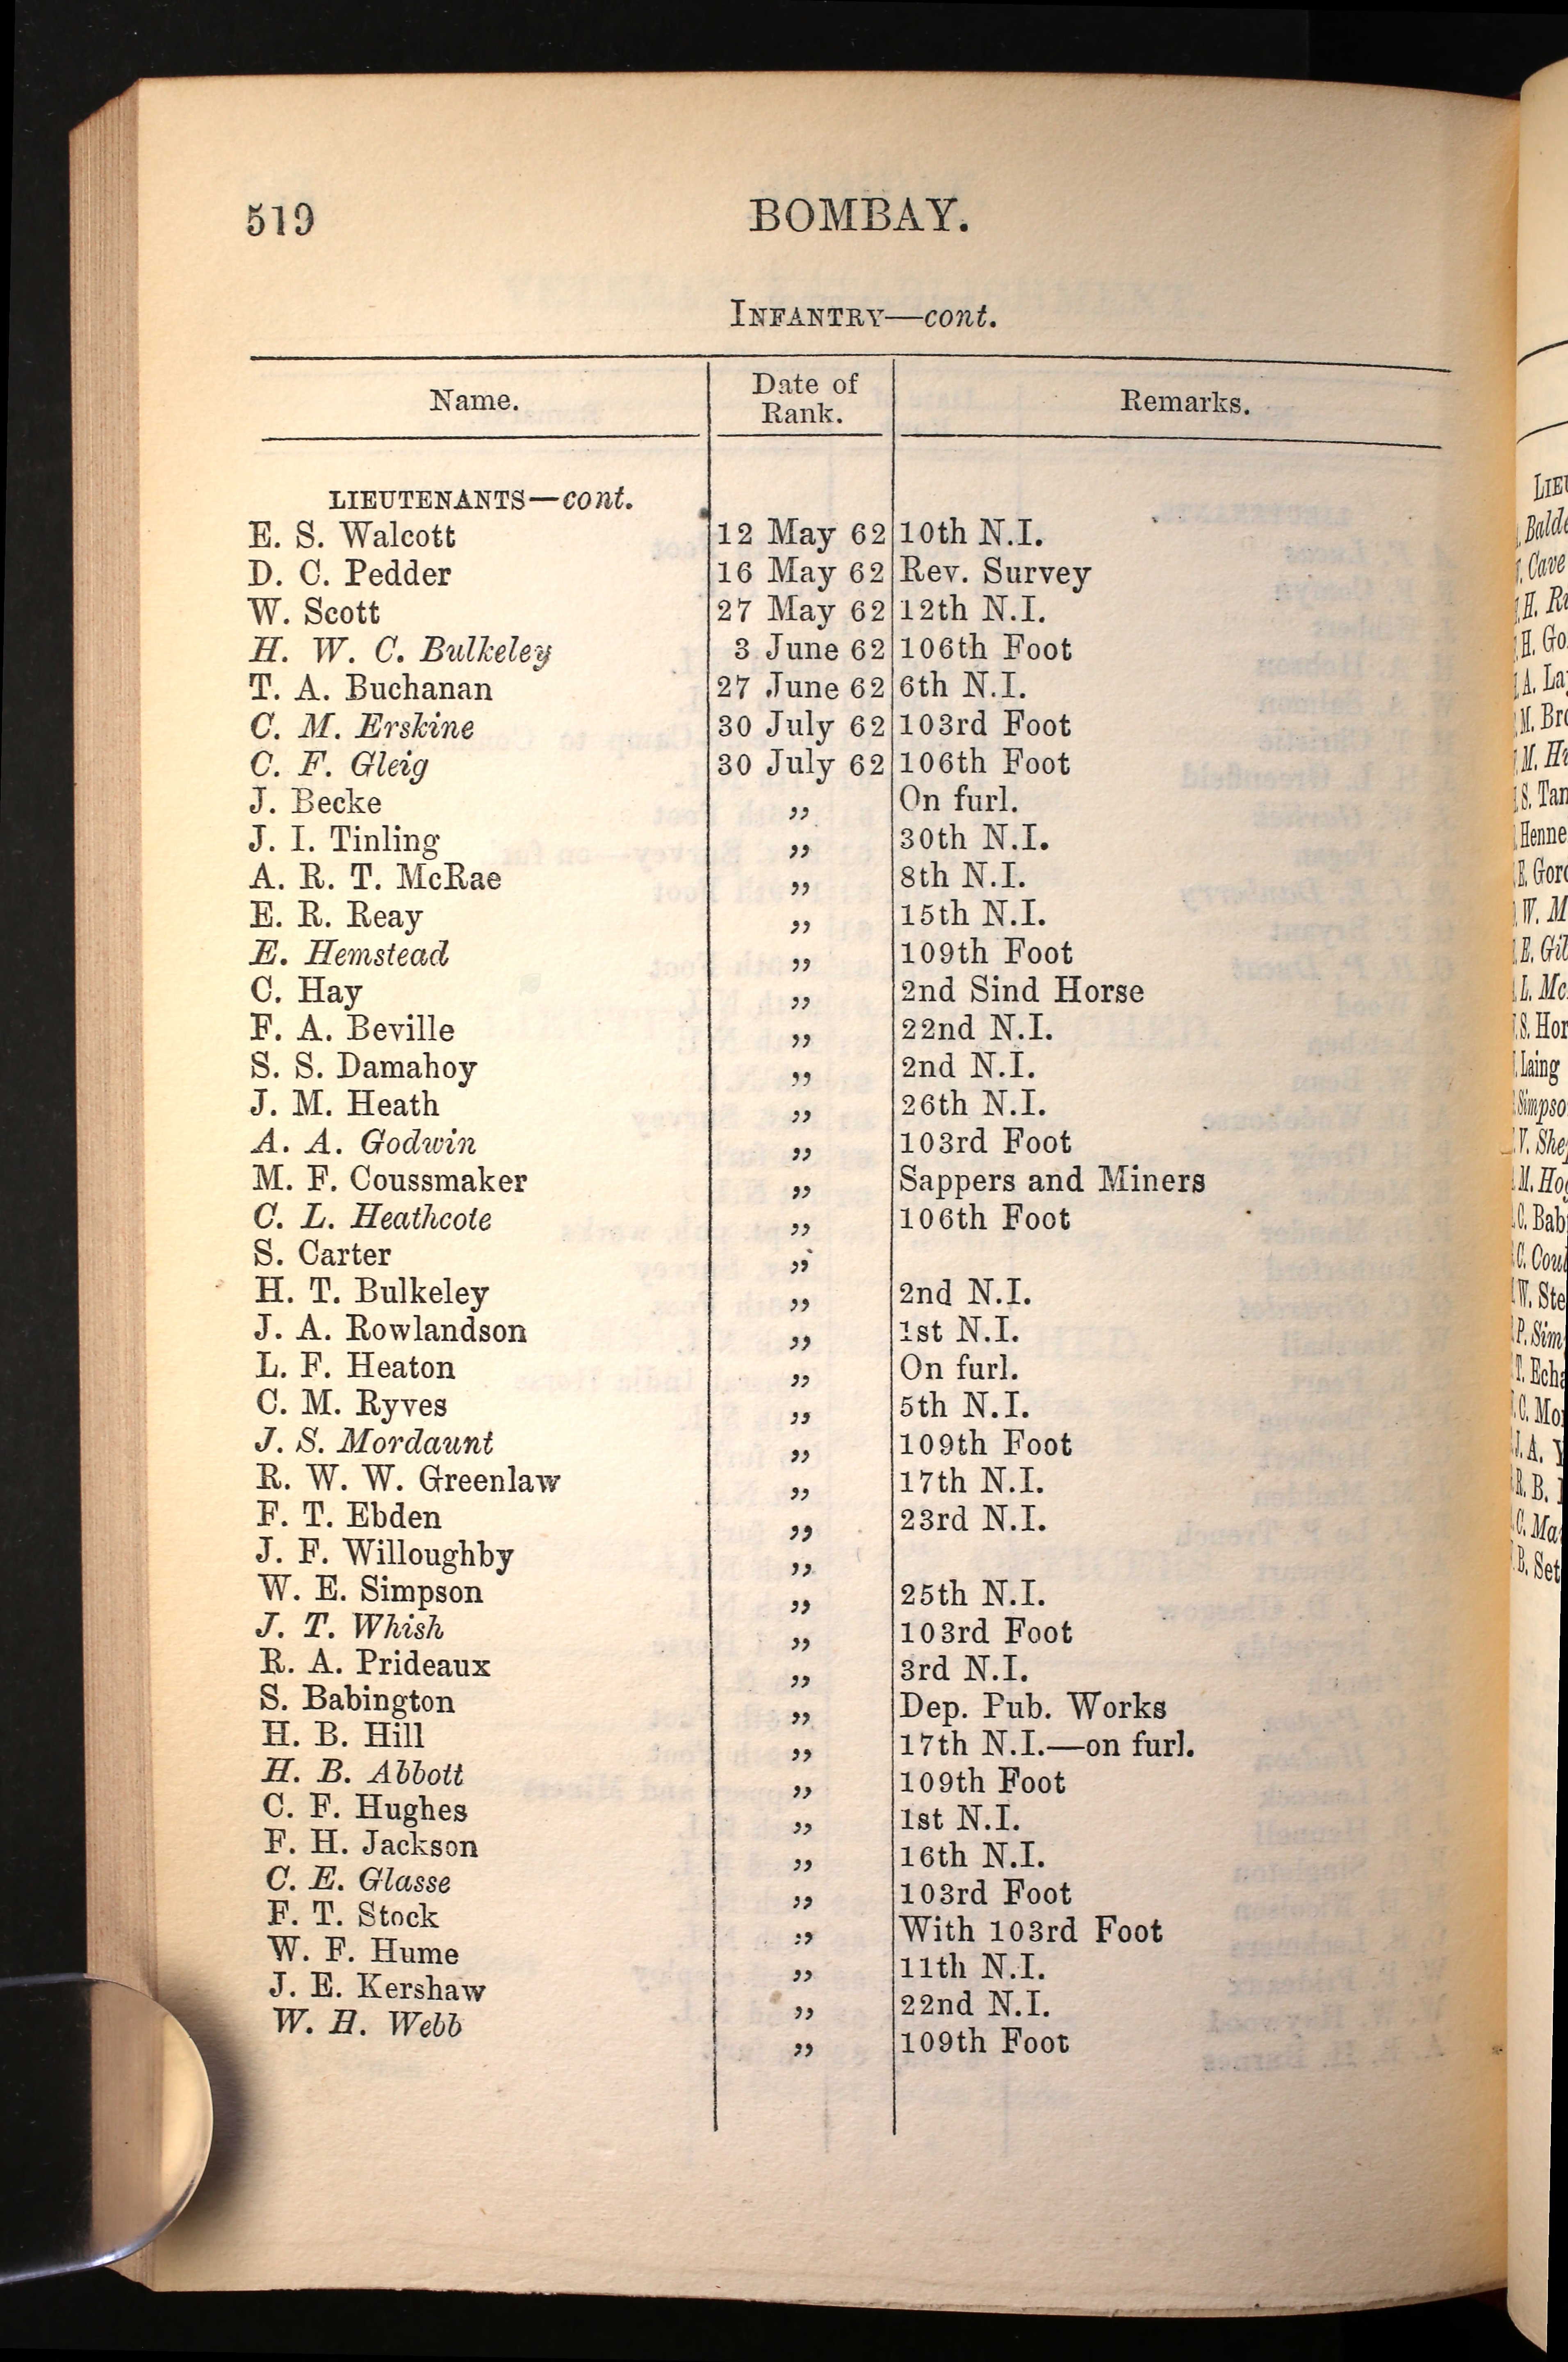 519 BOMBAY.
INFANTRY—cont.
Name. Date of Rank. Remarks.
LIEUTENANTS—cont.
E. S. Walcott 12 May 62 10th N.I.
D. C. Pedder 16 May 62 Rev. Survey
W. Scott 27 May 62 12th N.I.
H. W. C. Bulkeley 3 June 62 106th Foot
T. A. Buchanan 27 June 62 6th N.I.
C. M. Erskine 30 July 62 103rd Foot
C. F. Gleig 30 July 62 106th Foot
J. Becke ,, On furl.
J. I. Tinling ,, 30th N.I.
A. R. T. McRae ,, 8th N.I.
E. R. Reay ,, 15th N.I.
E. Hemstead ,, 109th Foot
C. Hay ,, 2nd Sind Horse
F. A. Beville ,, 22nd N.I.
S. S. Damahoy ,, 2nd N.I.
J. M. Heath ,, 26th N.I.
A. A. Godwin ,, 103rd Foot
M. F. Coussmaker ,, Sappers and Miners
C. L. Heathcote ,, 106th Foot
S. Carter ,,
H. T. Bulkeley ,, 2nd N.I.
J. A. Rowlandson ,, 1st N.I.
L. F. Heaton ,, On furl.
C. M. Ryves ,, 5th N.I.
J. S. Mordaunt ,, 109th Foot
R. W. W. Greenlaw ,, 17th N.I.
F. T. Ebden ,, 23rd N.I.
J. F. Willoughby ,,
W. E. Simpson ,, 25th N.I.
J. T. Whish ,, 103rd Foot
R. A. Prideaux ,, 3rd N.I.
S. Babington ,, Dep. Pub. Works
H. B. Hill ,, 17th N.I.—on furl.
H. B. Abbott ,, 109th Foot
C. F. Hughes ,, 1st N.I.
F. H. Jackson ,, 16th N.I.
C. E. Glasse ,, 103rd Foot
F. T. Stock ,, With 103rd Foot
W. F. Hume ,, 11th N.I.
J. E. Kershaw ,, 22nd N.I.
W. H. Webb ,, 109th Foot